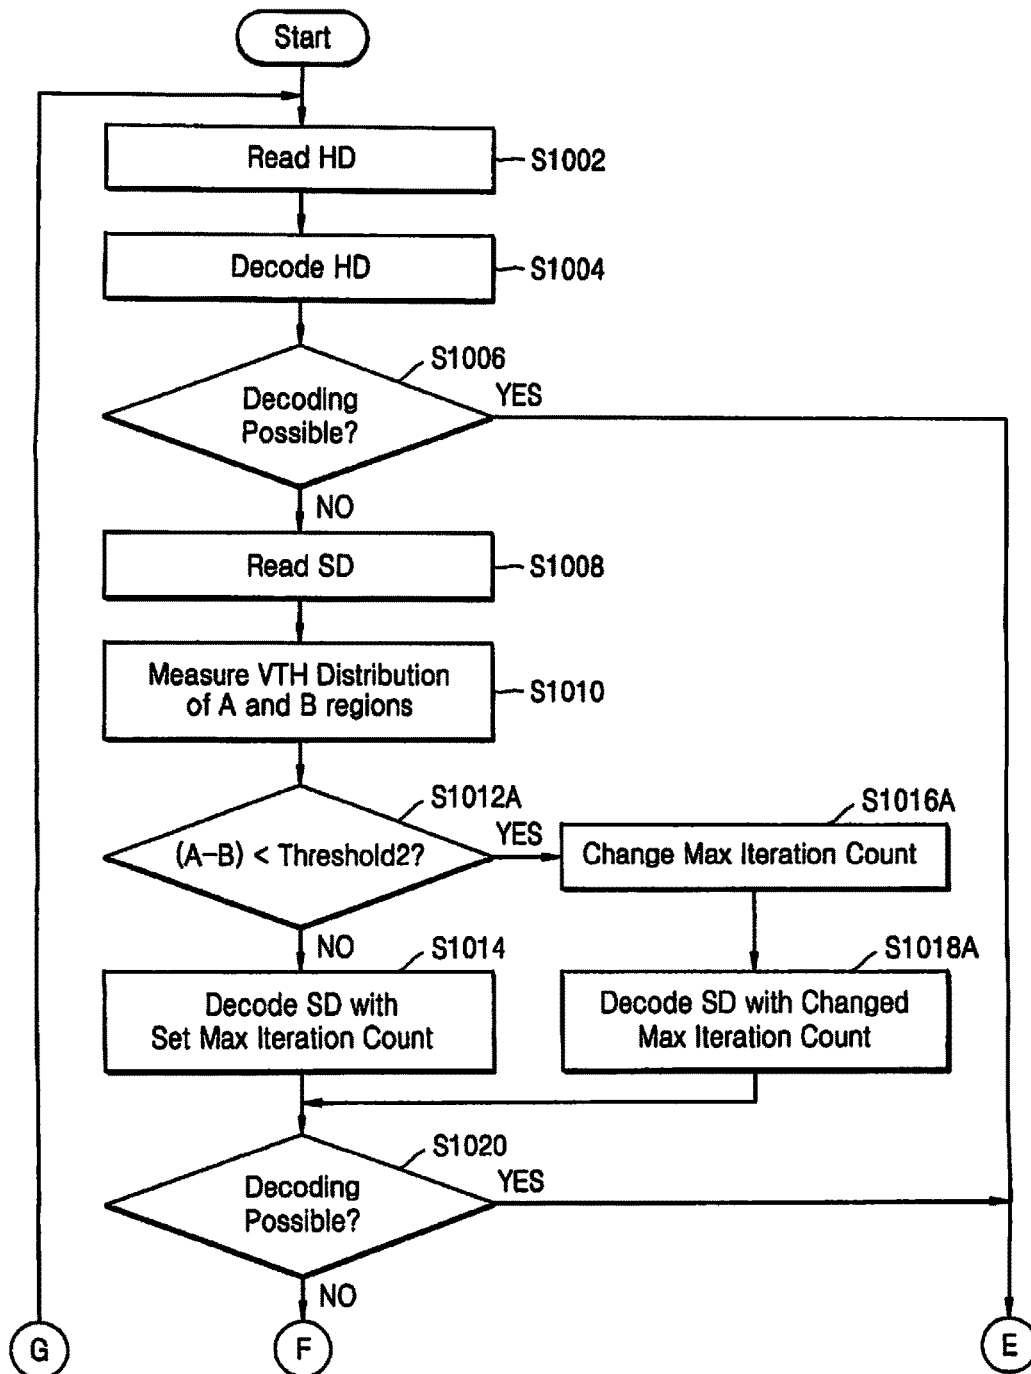 Start
Read HD
S1002
Decode HD
S1004
S1006
Decoding
Possible?
YES
NO
Read SD
S1008
Measure VTH Distribution
of A and B regions
S1010
S1012A
(A-B) < Threshold2?
YES
S1016A
Change Max Iteration Count
NO
S1014
Decode SD with
Set Max Iteration Count
S1018A
Decode SD with Changed
Max Iteration Count
S1020
Decoding
Possible?
YES
NO
G
F
E